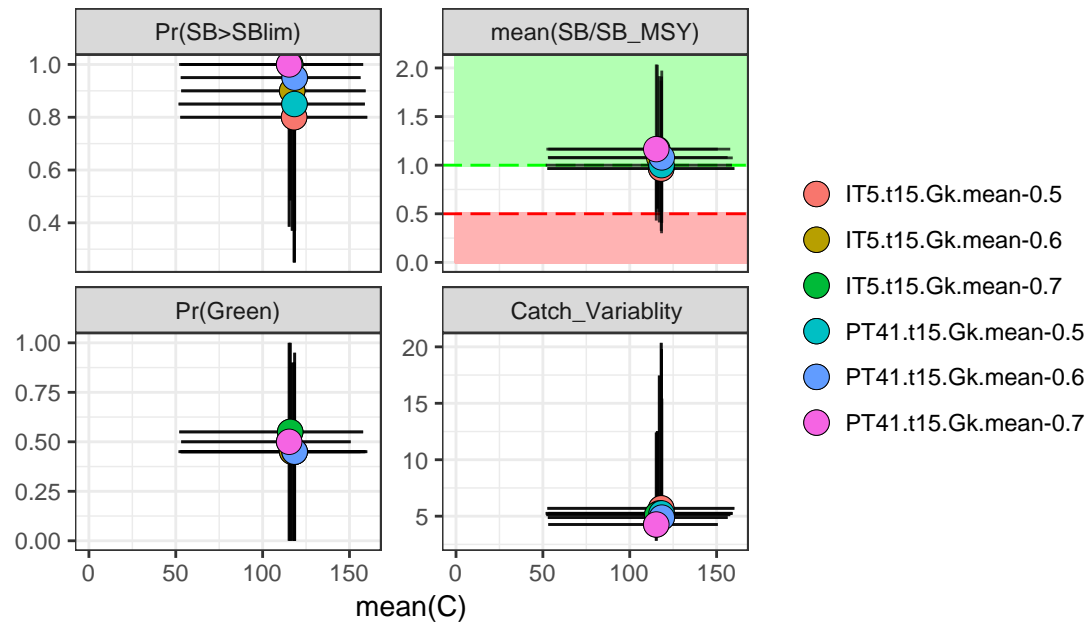 Pr(SB>SBlim)
mean(SB/SB_MSY)
1.0
0.8
0.6
0.4
2.0
1.5
1.0
0.5
0.0
Pr(Green)
Catch_Variablity
1.00
0.75
0.50
0.25
0.00
20
15
10
5
0 50 100 150
0 50 100 150
mean(C)
IT5.t15.Gk.mean-0.5
IT5.t15.Gk.mean-0.6
IT5.t15.Gk.mean-0.7
PT41.t15.Gk.mean-0.5
PT41.t15.Gk.mean-0.6
PT41.t15.Gk.mean-0.7